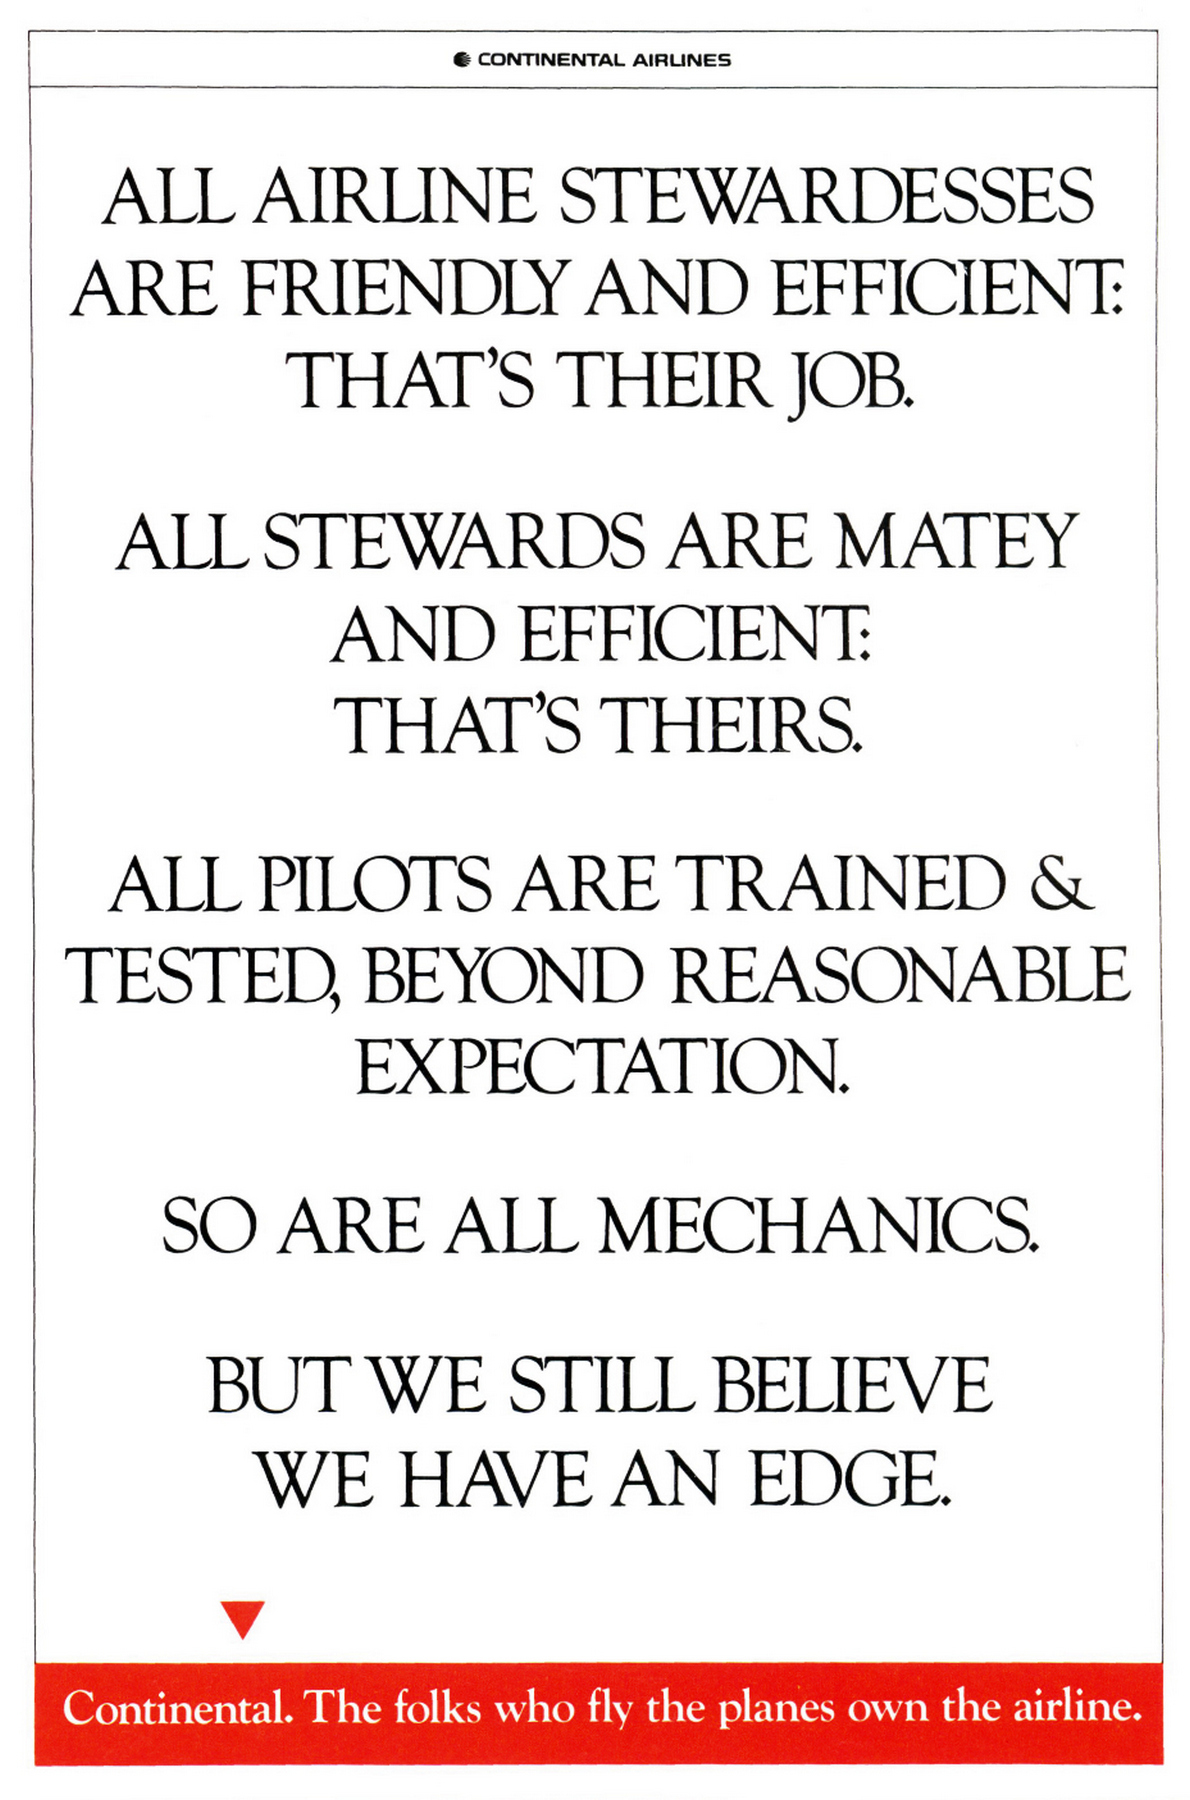 CONTINENTAL AIRLINES
ALL AIRLINE STEWARDESSES
ARE FRIENDLY AND EFFICIENT:
THAT'S THEIR JOB.
ALL STEWARDS ARE MATEY
AND EFFICIENT:
THAT'S THEIRS.
ALL PILOTS ARE TRAINED &
TESTED, BEYOND REASONABLE
EXPECTATION.
SO ARE ALL MECHANICS.
BUT WE STILL BELIEVE
WE HAVE AN EDGE.
Continental. The folks who fly the planes own the airline.